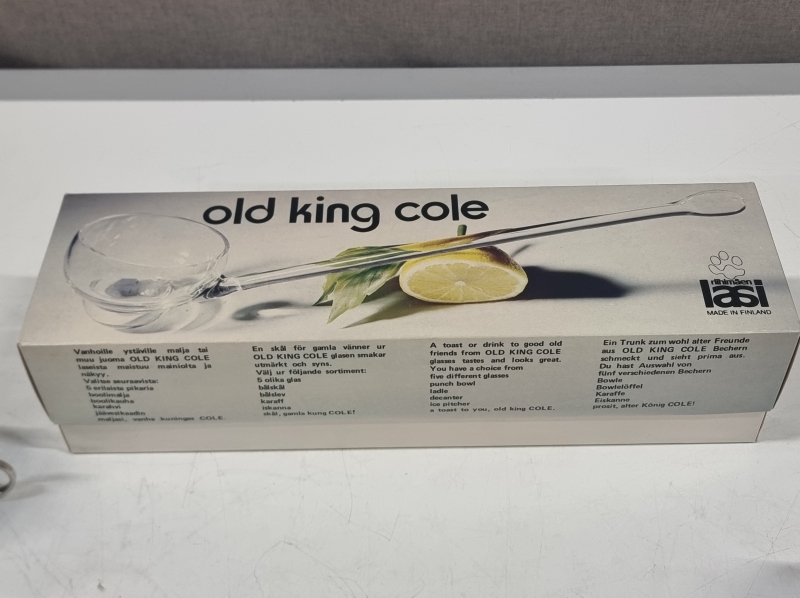 old king cole
riihimäen
lasi
MADE IN FINLAND
Vanhoille ystäville malja tai
muu juoma OLD KING COLE
laseista maistuu mainiolta ja
näkyy.
Valitse seuraavista:
5 erilaista pikaria
boolimalja
boolikauha
karahvi
jäävesikaadin
maljasi, vanha kuningas COLE.
En skål för gamla vänner ur
OLD KING COLE glasen smakar
utmärkt och syns.
Välj ur följande sortiment:
5 olika glas
bålskål
bålslev
karaff
iskanna
skål, gamla kung COLE!
A toast or drink to good old
friends from OLD KING COLE
glasses tastes and looks great.
You have a choice from
five different glasses
punch bowl
ladle
decanter
ice pitcher
a toast to you, old king COLE.
Ein Trunk zum wohl alter Freunde
aus OLD KING COLE Bechern
schmeckt und sieht prima aus.
Du hast Auswahl von
fünf verschiedenen Bechern
Bowle
Bowlelöffel
Karaffe
Eiskanne
prosit, alter König COLE!